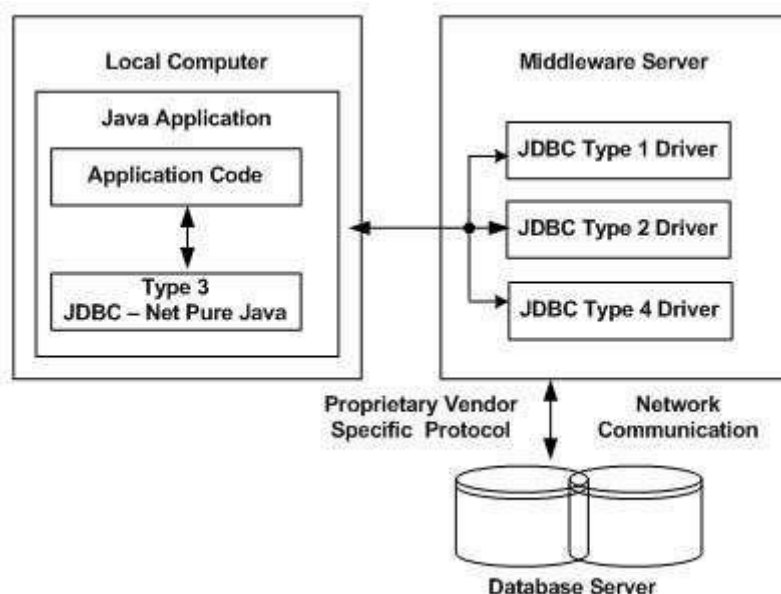 Local Computer
Java Application
Application Code
Type 3
JDBC – Net Pure Java
Middleware Server
JDBC Type 1 Driver
JDBC Type 2 Driver
JDBC Type 4 Driver
Proprietary Vendor
Specific Protocol
Network
Communication
Database Server